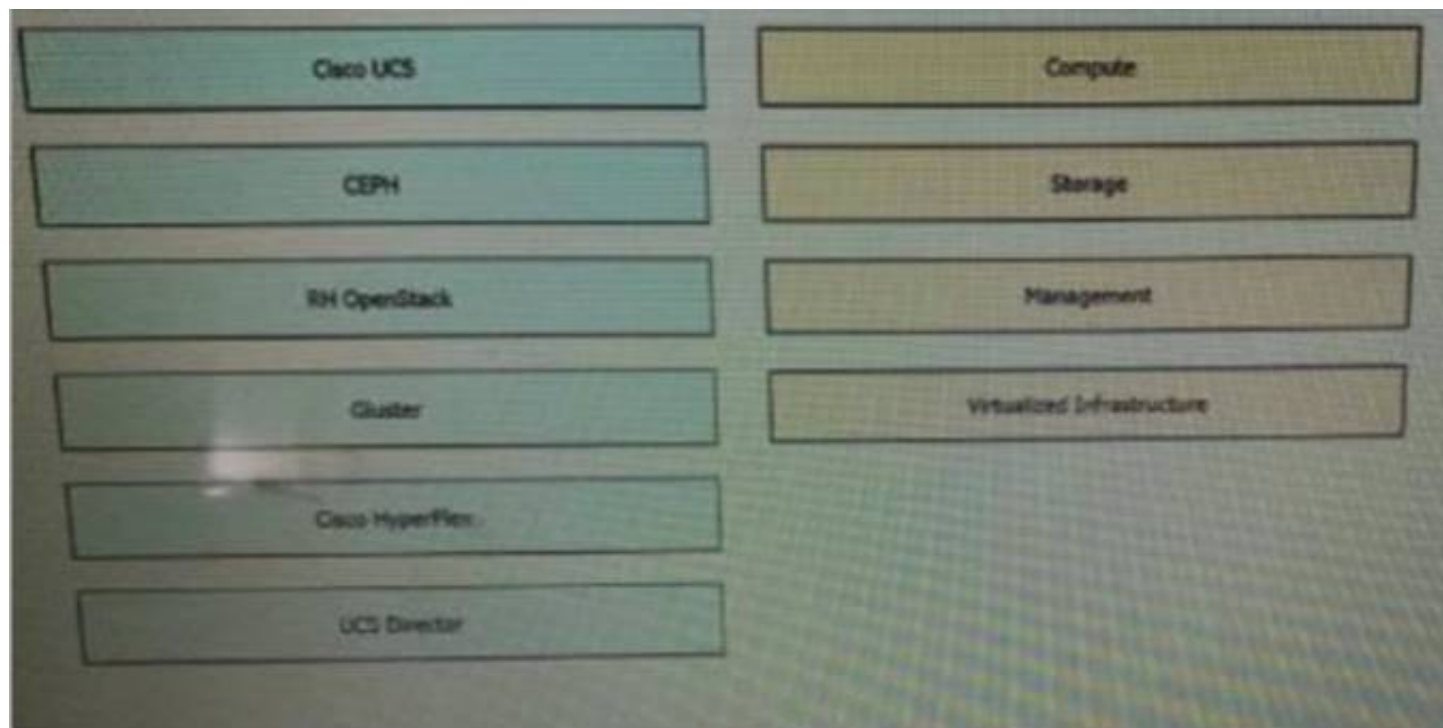 Cisco UCS
Compute
CEPH
Storage
RH OpenStack
Management
Gluster
Virtualized Infrastructure
Cisco HyperFlex
UCS Director